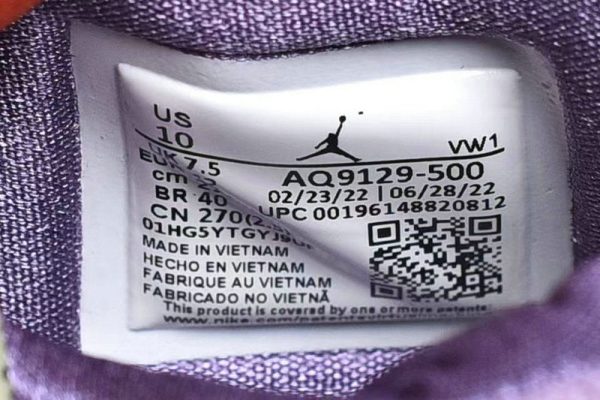 US
10
VW1
UK 7.5
AQ9129-500
EUR
cm
02/23/22 | 06/28/22
BR 40
UPC 00196148820812
CN 270
MADE IN VIETNAM
HECHO EN VIETNAM
FABRIQUE AU VIETNAM
FABRICADO NO VIETNÃ
This product is covered by one or more patents